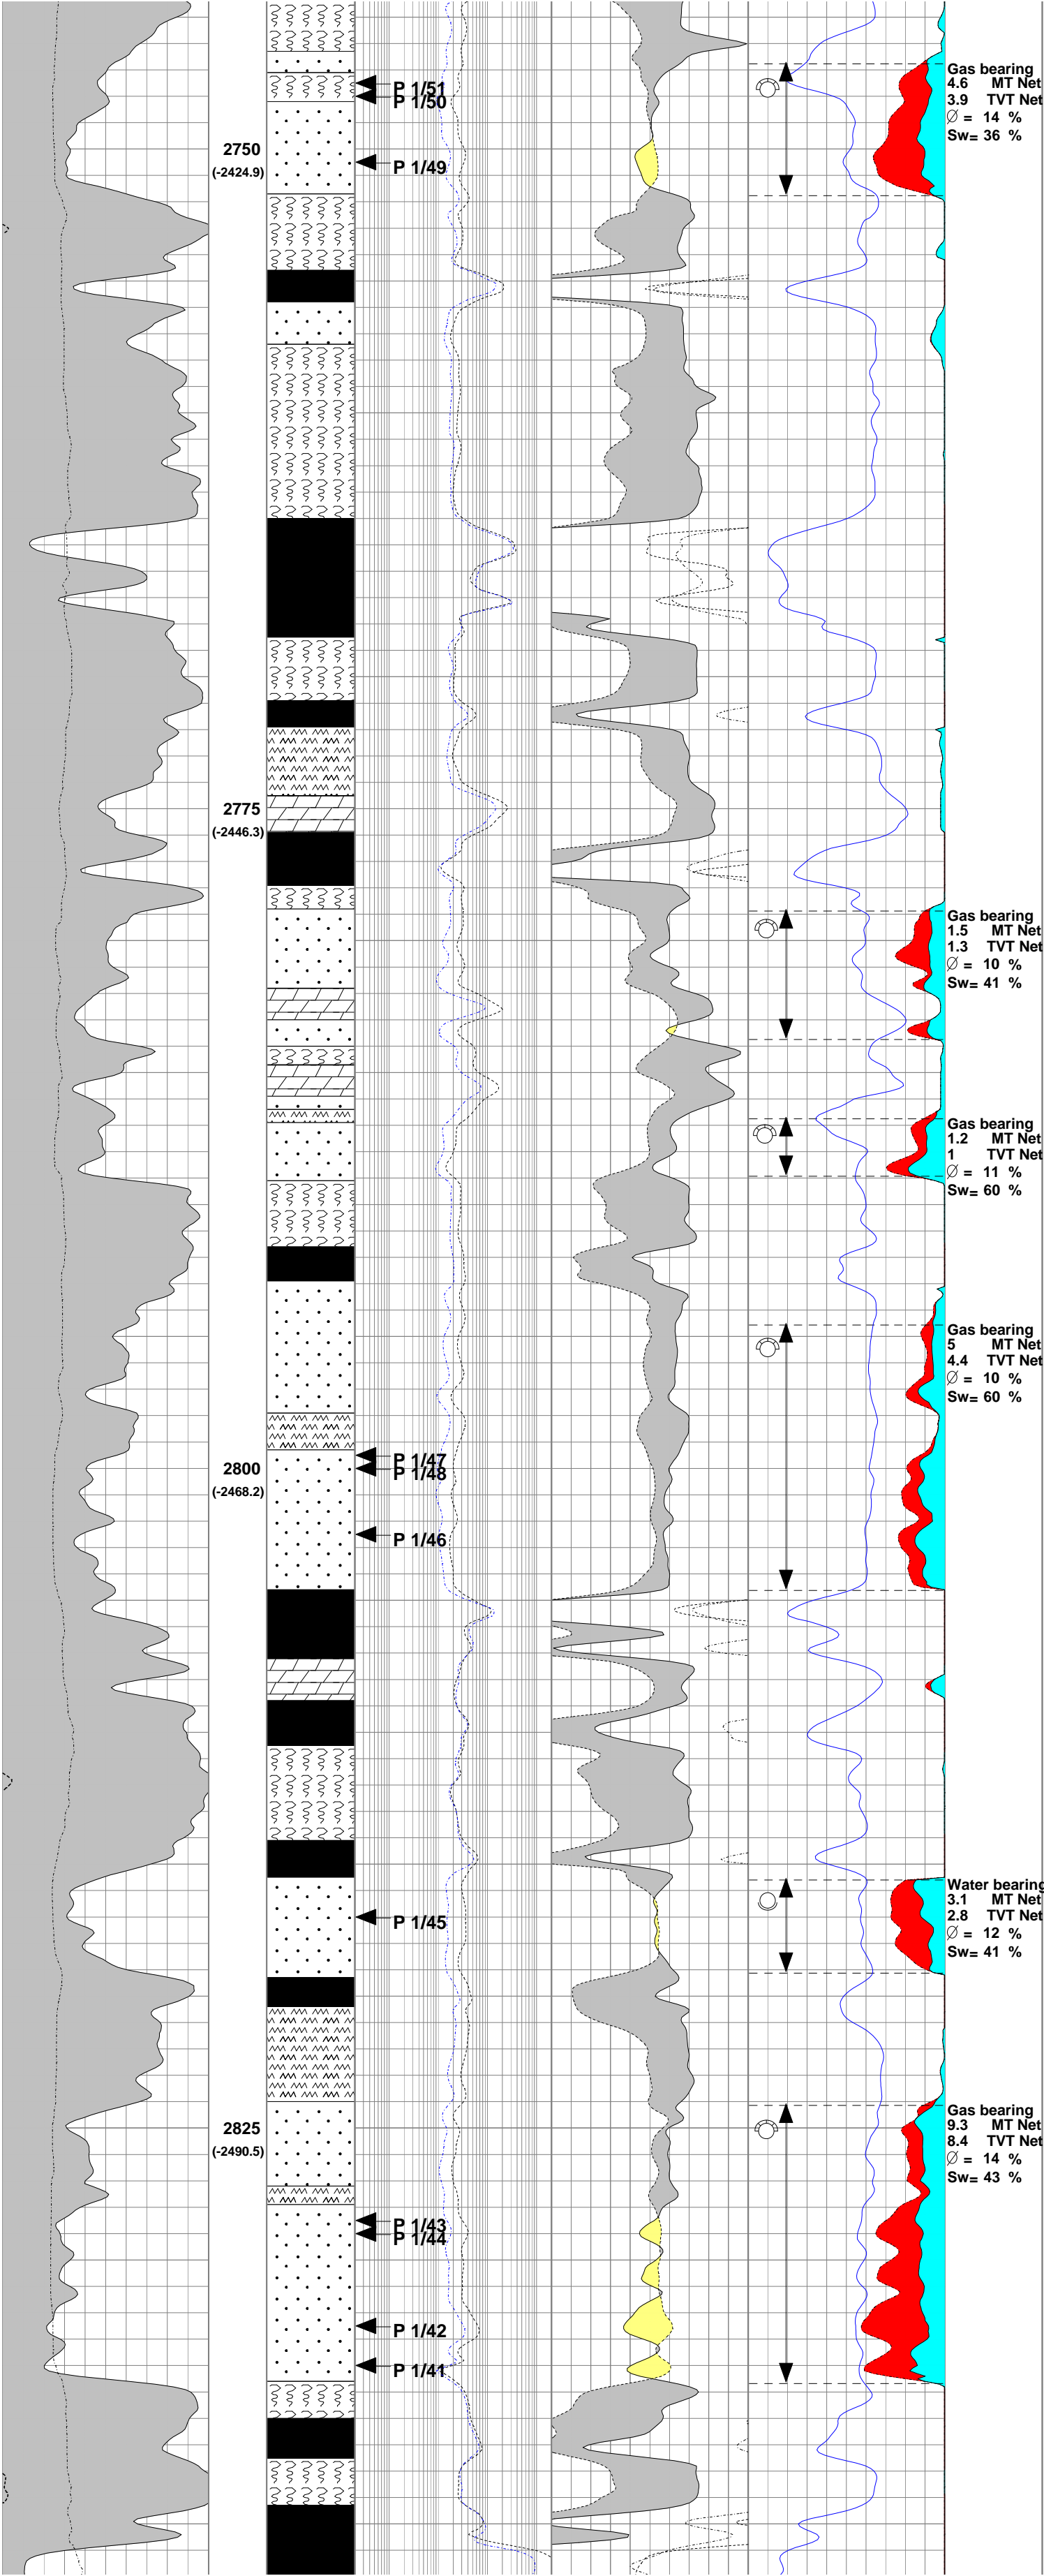 Gas bearing
4.6 MT Net
3.9 TVT Net
Ø = 14 %
Sw= 36 %
P 1/51
P 1/50
2750
(-2424.9)
P 1/49
2775
(-2446.3)
Gas bearing
1.5 MT Net
1.3 TVT Net
Ø = 10 %
Sw= 41 %
Gas bearing
1.2 MT Net
1 TVT Net
Ø = 11 %
Sw= 60 %
Gas bearing
5 MT Net
4.4 TVT Net
Ø = 10 %
Sw= 60 %
P 1/47
P 1/48
2800
(-2468.2)
P 1/46
Water bearing
3.1 MT Net
2.8 TVT Net
Ø = 12 %
Sw= 41 %
P 1/45
Gas bearing
9.3 MT Net
8.4 TVT Net
Ø = 14 %
Sw= 43 %
2825
(-2490.5)
P 1/43
P 1/44
P 1/42
P 1/41